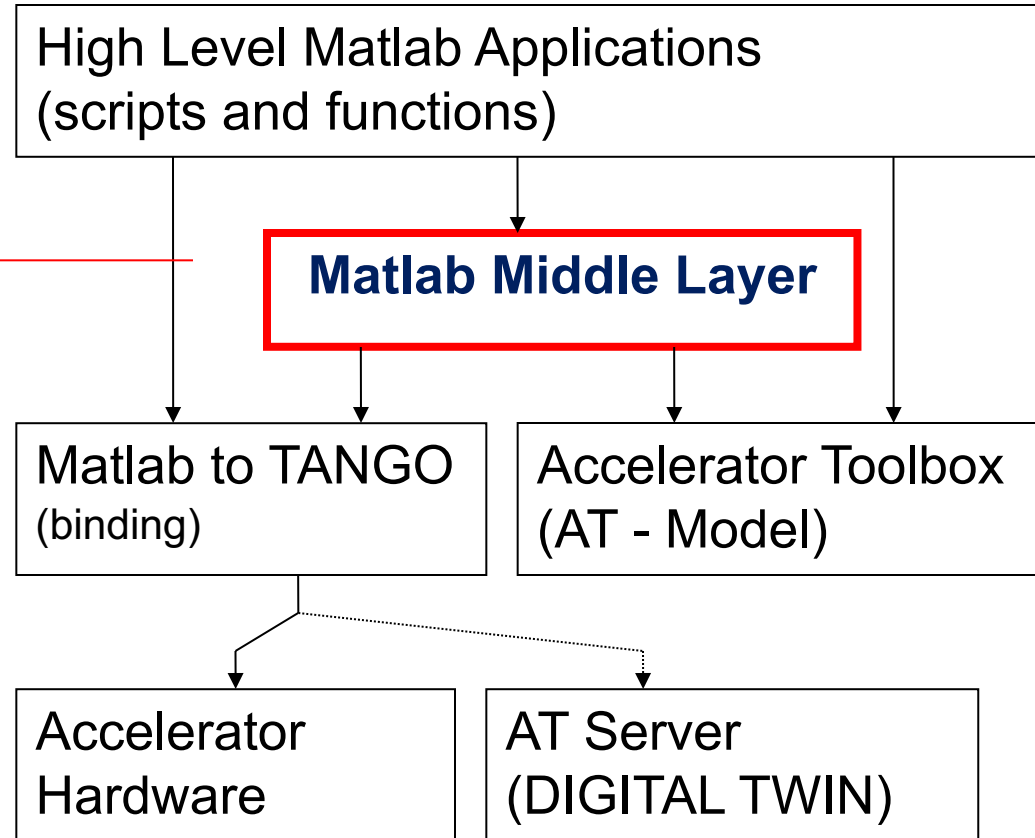 High Level Matlab Applications
(scripts and functions)
Matlab Middle Layer
Matlab to TANGO
(binding)
Accelerator Toolbox
(AT - Model)
Accelerator
Hardware
AT Server
(DIGITAL TWIN)